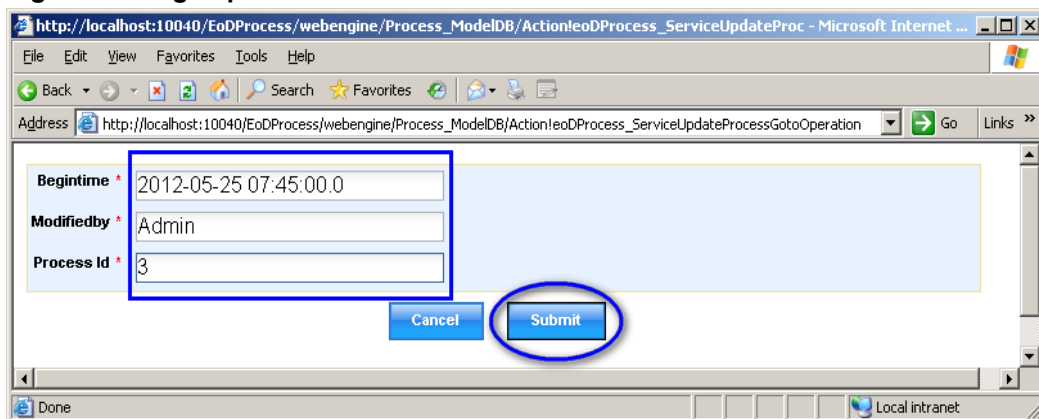 http://localhost:10040/EoDProcess/webengine/Process_ModelDB/Action!eoDProcess_ServiceUpdateProc - Microsoft Internet ...
File Edit View Favorites Tools Help
Back Search Favorites
Address http://localhost:10040/EoDProcess/webengine/Process_ModelDB/Action!eoDProcess_ServiceUpdateProcessGotoOperation Go Links »
Begintime * 2012-05-25 07:45:00.0
Modifiedby * Admin
Process Id * 3
Cancel Submit
Done Local intranet